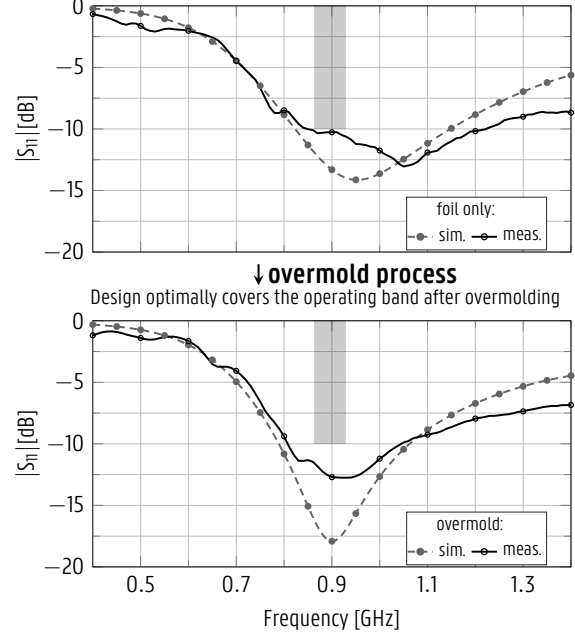 0
−5
−10
−15
−20
|S11| [dB]
foil only:
sim. meas.
↓ overmold process
Design optimally covers the operating band after overmolding
0
−5
−10
−15
−20
|S11| [dB]
overmold:
sim. meas.
0.5 0.7 0.9 1.1 1.3
Frequency [GHz]